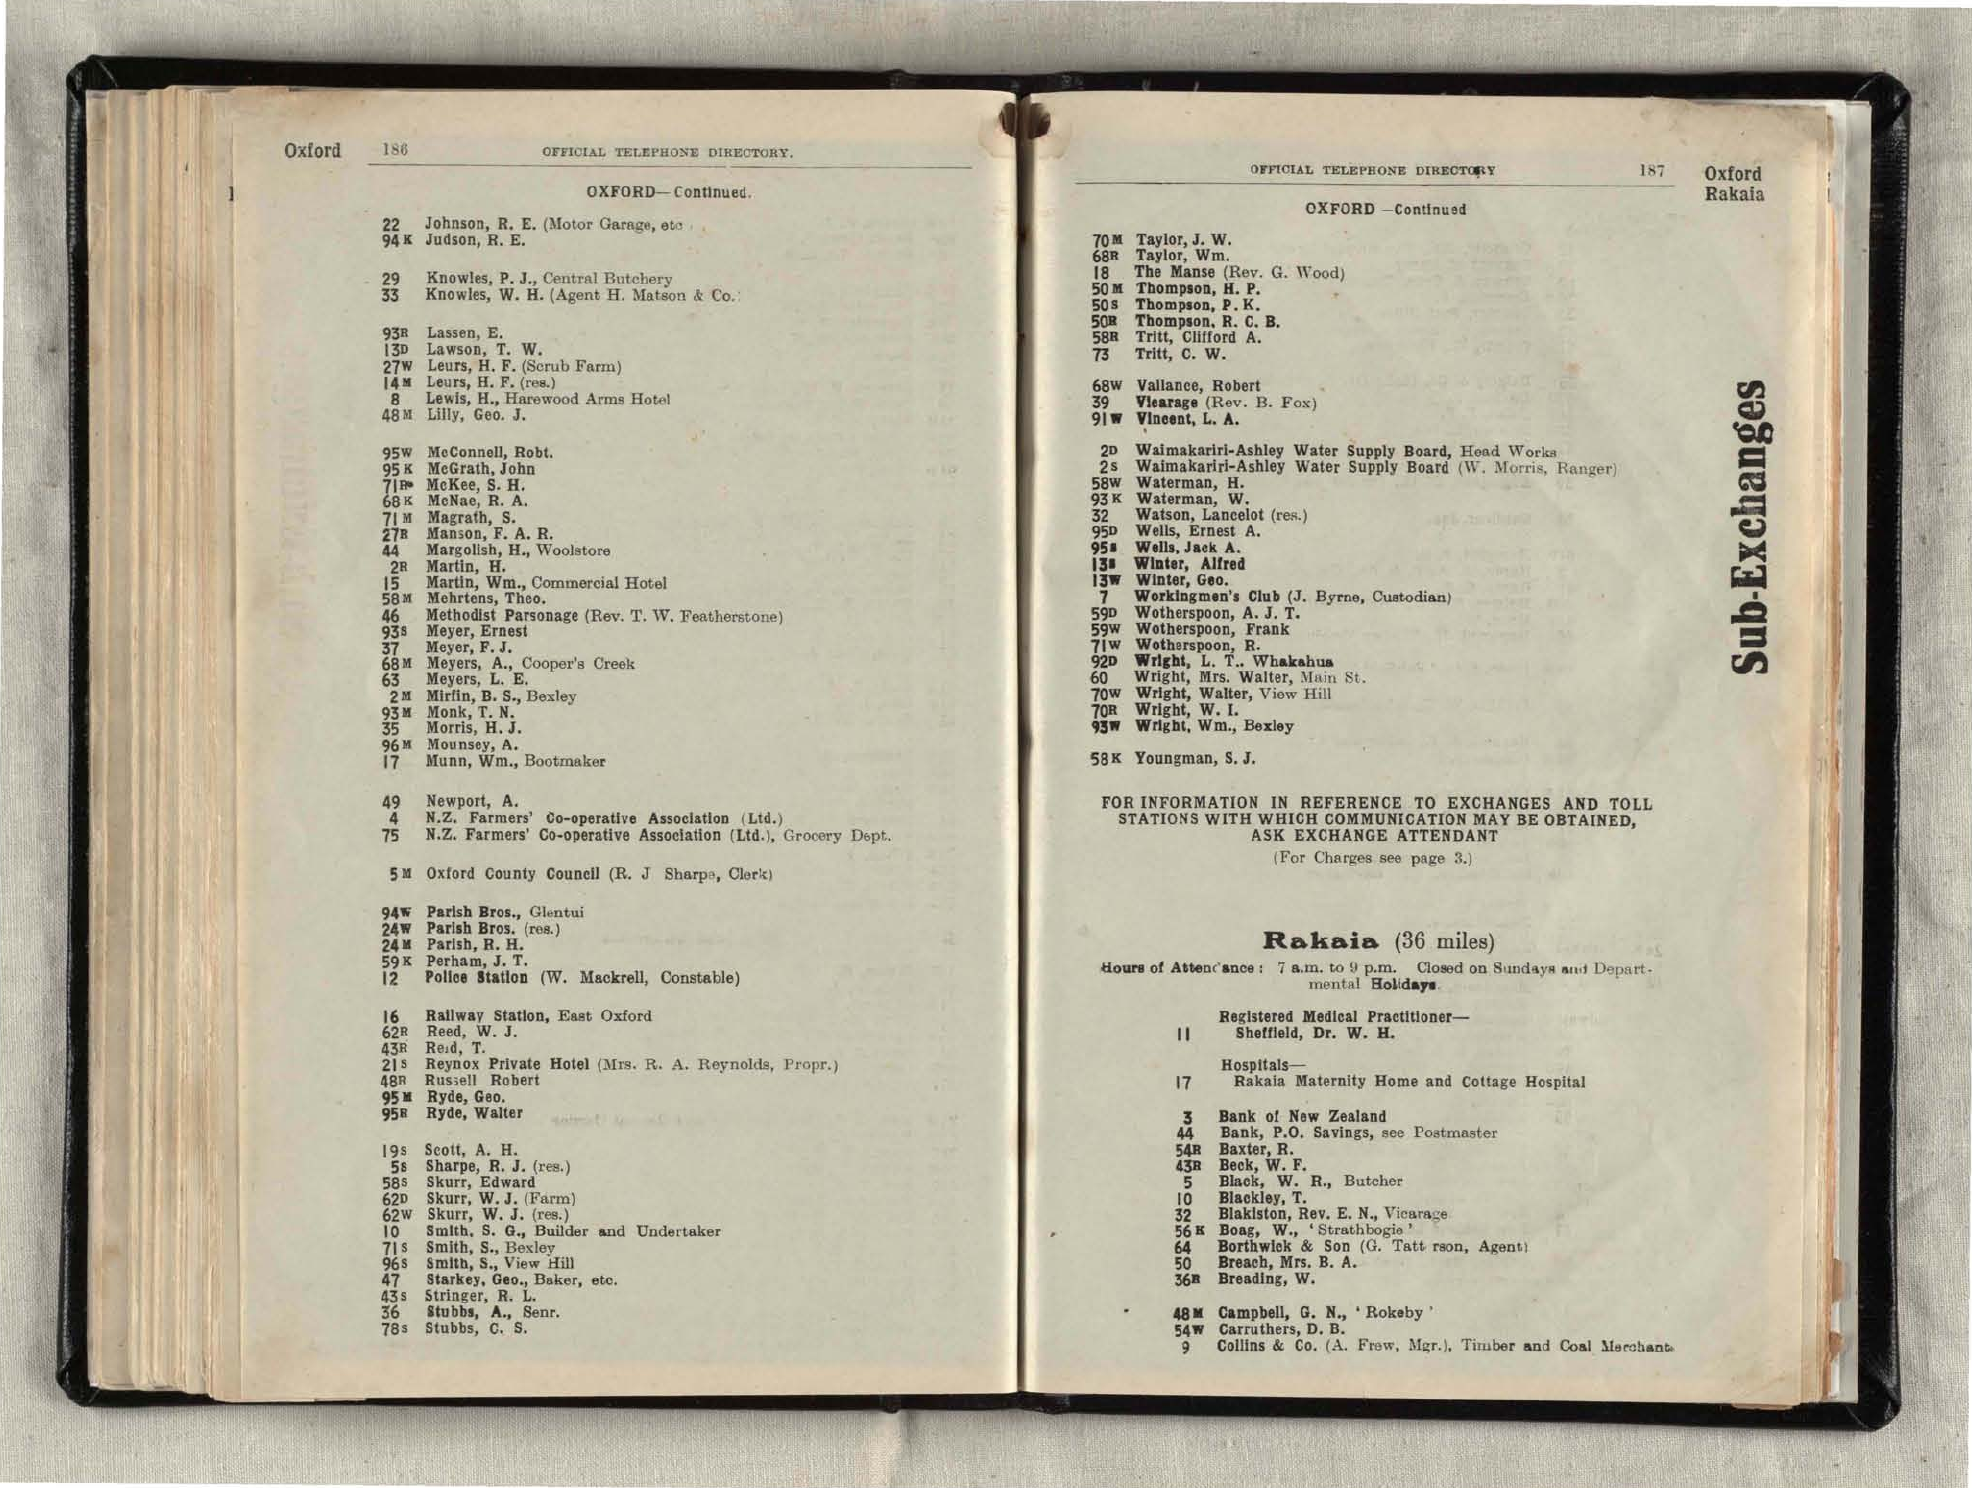 Oxford 186 OFFICIAL TELEPHONE DIRECTORY.
OXFORD—Continued.
22 Johnson, R. E. (Motor Garage, etc
94K Judson, R. E.
29 Knowles, P. J., Central Butchery
33 Knowles, W. H. (Agent H. Matson & Co.
93R Lassen, E.
13D Lawson, T. W.
27W Leurs, H. F. (Scrub Farm)
14M Leurs, H. F. (res.)
8 Lewis, H., Harewood Arms Hotel
48M Lilly, Geo. J.
95W McConnell, Robt.
95K McGrath, John
71R McKee, S. H.
68K McNae, R. A.
71M Magrath, S.
27R Manson, F. A. R.
44 Margolish, H., Woolstore
2R Martin, H.
15 Martin, Wm., Commercial Hotel
58M Mehrtens, Theo.
46 Methodist Parsonage (Rev. T. W. Featherstone)
93S Meyer, Ernest
37 Meyer, F. J.
68M Meyers, A., Cooper's Creek
63 Meyers, L. E.
2M Mirfin, B. S., Bexley
93M Monk, T. N.
35 Morris, H. J.
96M Mounsey, A.
17 Munn, Wm., Bootmaker
49 Newport, A.
4 N.Z. Farmers' Co-operative Association (Ltd.)
75 N.Z. Farmers' Co-operative Association (Ltd.), Grocery Dept.
5M Oxford County Council (R. J Sharpe, Clerk)
94W Parish Bros., Glentui
24W Parish Bros. (res.)
24M Parish, R. H.
59K Perham, J. T.
12 Police Station (W. Mackrell, Constable)
16 Railway Station, East Oxford
62R Reed, W. J.
43R Reid, T.
21S Reynox Private Hotel (Mrs. R. A. Reynolds, Propr.)
48R Russell Robert
95M Ryde, Geo.
95R Ryde, Walter
19S Scott, A. H.
5S Sharpe, R. J. (res.)
58S Skurr, Edward
62D Skurr, W. J. (Farm)
62W Skurr, W. J. (res.)
10 Smith, S. G., Builder and Undertaker
71S Smith, S., Bexley
96S Smith, S., View Hill
47 Starkey, Geo., Baker, etc.
43S Stringer, R. L.
36 Stubbs, A., Senr.
78S Stubbs, C. S.
OFFICIAL TELEPHONE DIRECTORY 187 Oxford
Rakaia
OXFORD —Continued
70M Taylor, J. W.
68R Taylor, Wm.
18 The Manse (Rev. G. Wood)
50M Thompson, H. P.
50S Thompson, P. K.
50R Thompson, R. C. B.
58R Tritt, Clifford A.
73 Tritt, C. W.
68W Vallance, Robert
39 Vicarage (Rev. B. Fox)
91W Vincent, L. A.
2D Waimakariri-Ashley Water Supply Board, Head Works
2S Waimakariri-Ashley Water Supply Board (W. Morris, Ranger)
58W Waterman, H.
93K Waterman, W.
32 Watson, Lancelot (res.)
95D Wells, Ernest A.
95S Wells, Jack A.
13S Winter, Alfred
13W Winter, Geo.
7 Workingmen's Club (J. Byrne, Custodian)
59D Wotherspoon, A. J. T.
59W Wotherspoon, Frank
71W Wotherspoon, R.
92D Wright, L. T., Whakahua
60 Wright, Mrs. Walter, Main St.
70W Wright, Walter, View Hill
70R Wright, W. I.
93W Wright, Wm., Bexley
58K Youngman, S. J.
FOR INFORMATION IN REFERENCE TO EXCHANGES AND TOLL
STATIONS WITH WHICH COMMUNICATION MAY BE OBTAINED,
ASK EXCHANGE ATTENDANT
(For Charges see page 3.)
Rakaia (36 miles)
Hours of Attendance: 7 a.m. to 9 p.m. Closed on Sundays and Depart-
mental Holidays.
Registered Medical Practitioner—
11 Sheffield, Dr. W. H.
Hospitals—
17 Rakaia Maternity Home and Cottage Hospital
3 Bank of New Zealand
44 Bank, P.O. Savings, see Postmaster
54R Baxter, R.
43R Beck, W. F.
5 Black, W. R., Butcher
10 Blackley, T.
32 Blakiston, Rev. E. N., Vicarage
56K Boag, W., ‘Strathbogie’
64 Borthwick & Son (G. Tatt rson, Agent)
50 Breach, Mrs. B. A.
36R Breading, W.
48M Campbell, G. N., ‘Rokeby’
54W Carruthers, D. B.
9 Collins & Co. (A. Frew, Mgr.), Timber and Coal Merchants
Sub-Exchanges